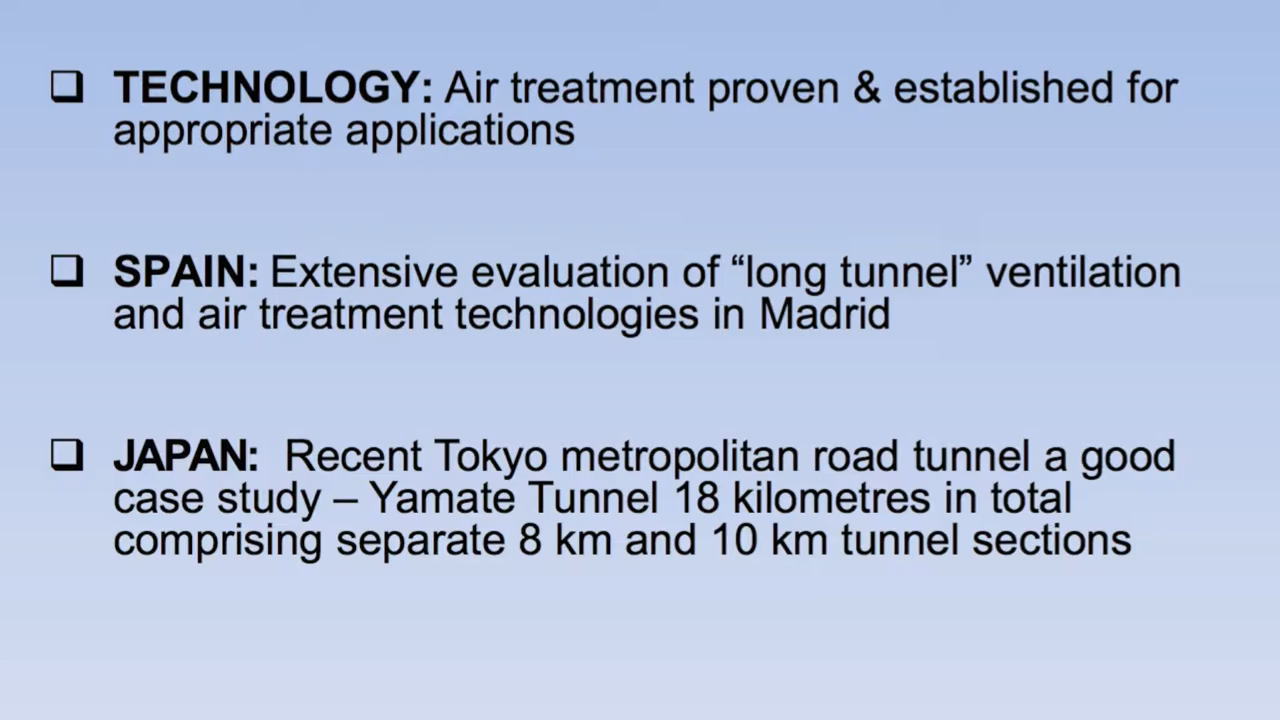 ❑ TECHNOLOGY: Air treatment proven & established for
appropriate applications
❑ SPAIN: Extensive evaluation of “long tunnel” ventilation
and air treatment technologies in Madrid
❑ JAPAN: Recent Tokyo metropolitan road tunnel a good
case study – Yamate Tunnel 18 kilometres in total
comprising separate 8 km and 10 km tunnel sections